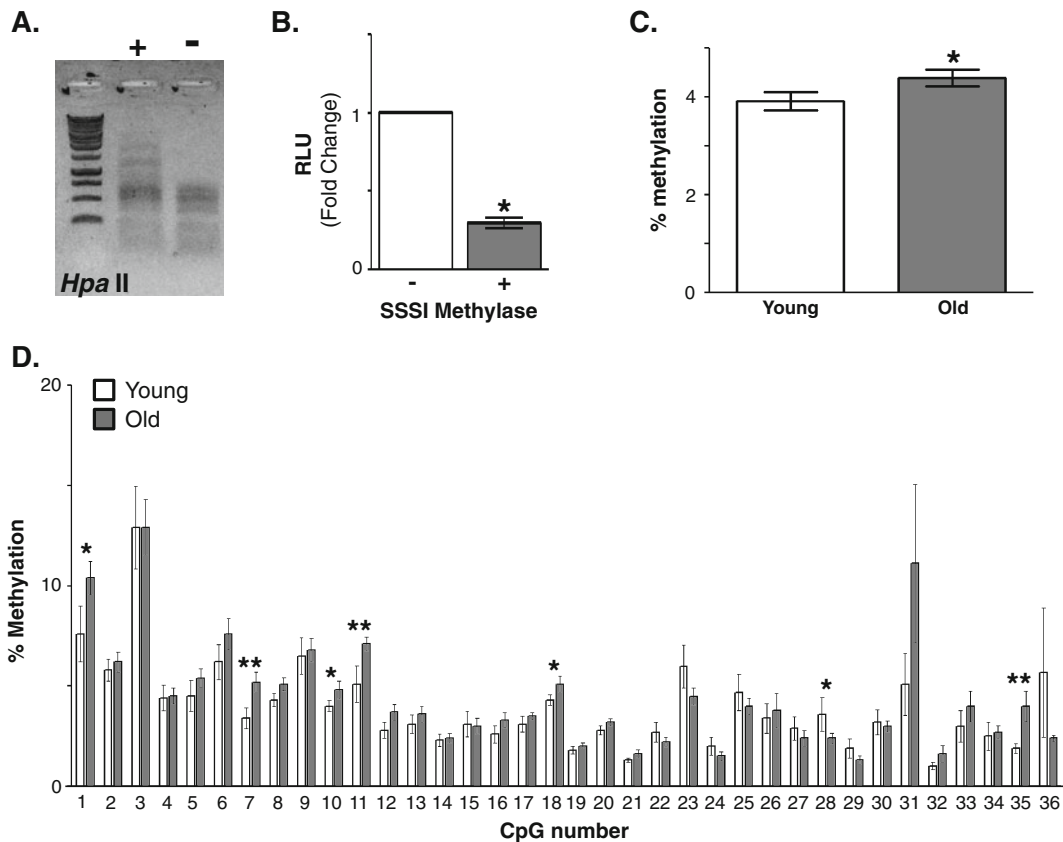 A.
+ -
Hpa II
B.
RLU
(Fold Change)
1
0
*
- +
SSSI Methylase
C.
% methylation
4
2
0
*
Young Old
D.
% Methylation
20
10
0
Young
Old
* ** * ** * * **
1 2 3 4 5 6 7 8 9 10 11 12 13 14 15 16 17 18 19 20 21 22 23 24 25 26 27 28 29 30 31 32 33 34 35 36
CpG number